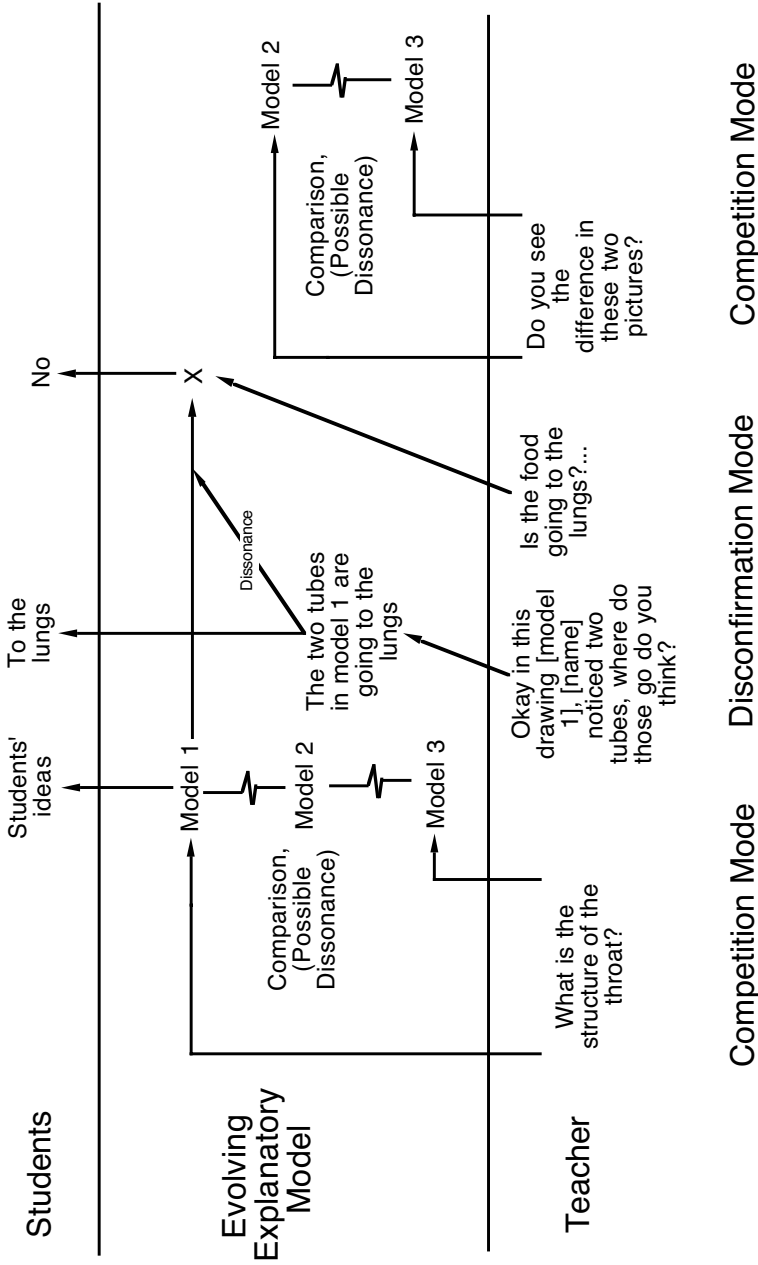 Students
Students'
ideas
To the
lungs
No
Evolving
Explanatory
Model
Comparison,
(Possible
Dissonance)
Model 1
Model 2
Model 3
The two tubes
in model 1 are
going to the
lungs
Dissonance
X
Comparison,
(Possible
Dissonance)
Model 2
Model 3
Teacher
What is the
structure of the
throat?
Okay in this
drawing [model
1], [name]
noticed two
tubes, where do
those go do you
think?
Is the food
going to the
lungs?...
Do you see
the
difference in
these two
pictures?
Competition Mode
Disconfirmation Mode
Competition Mode